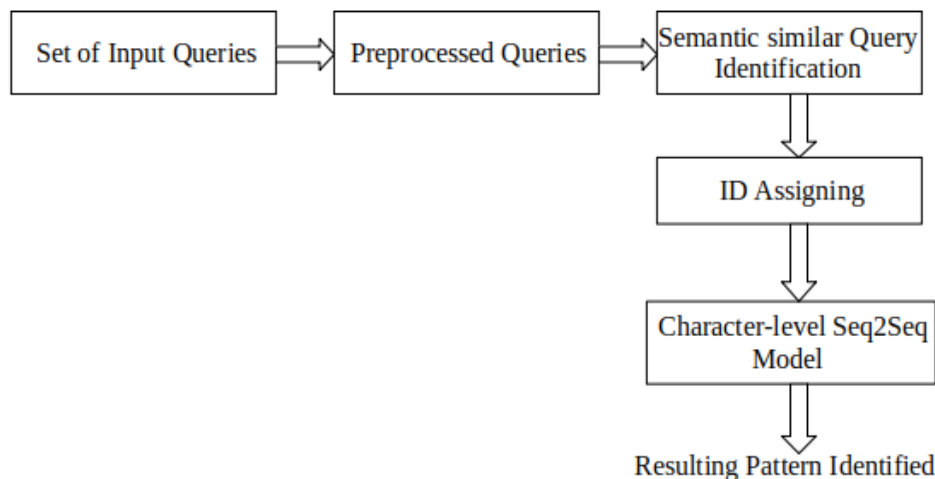 Set of Input Queries
Preprocessed Queries
Semantic similar Query
Identification
ID Assigning
Character-level Seq2Seq
Model
Resulting Pattern Identified